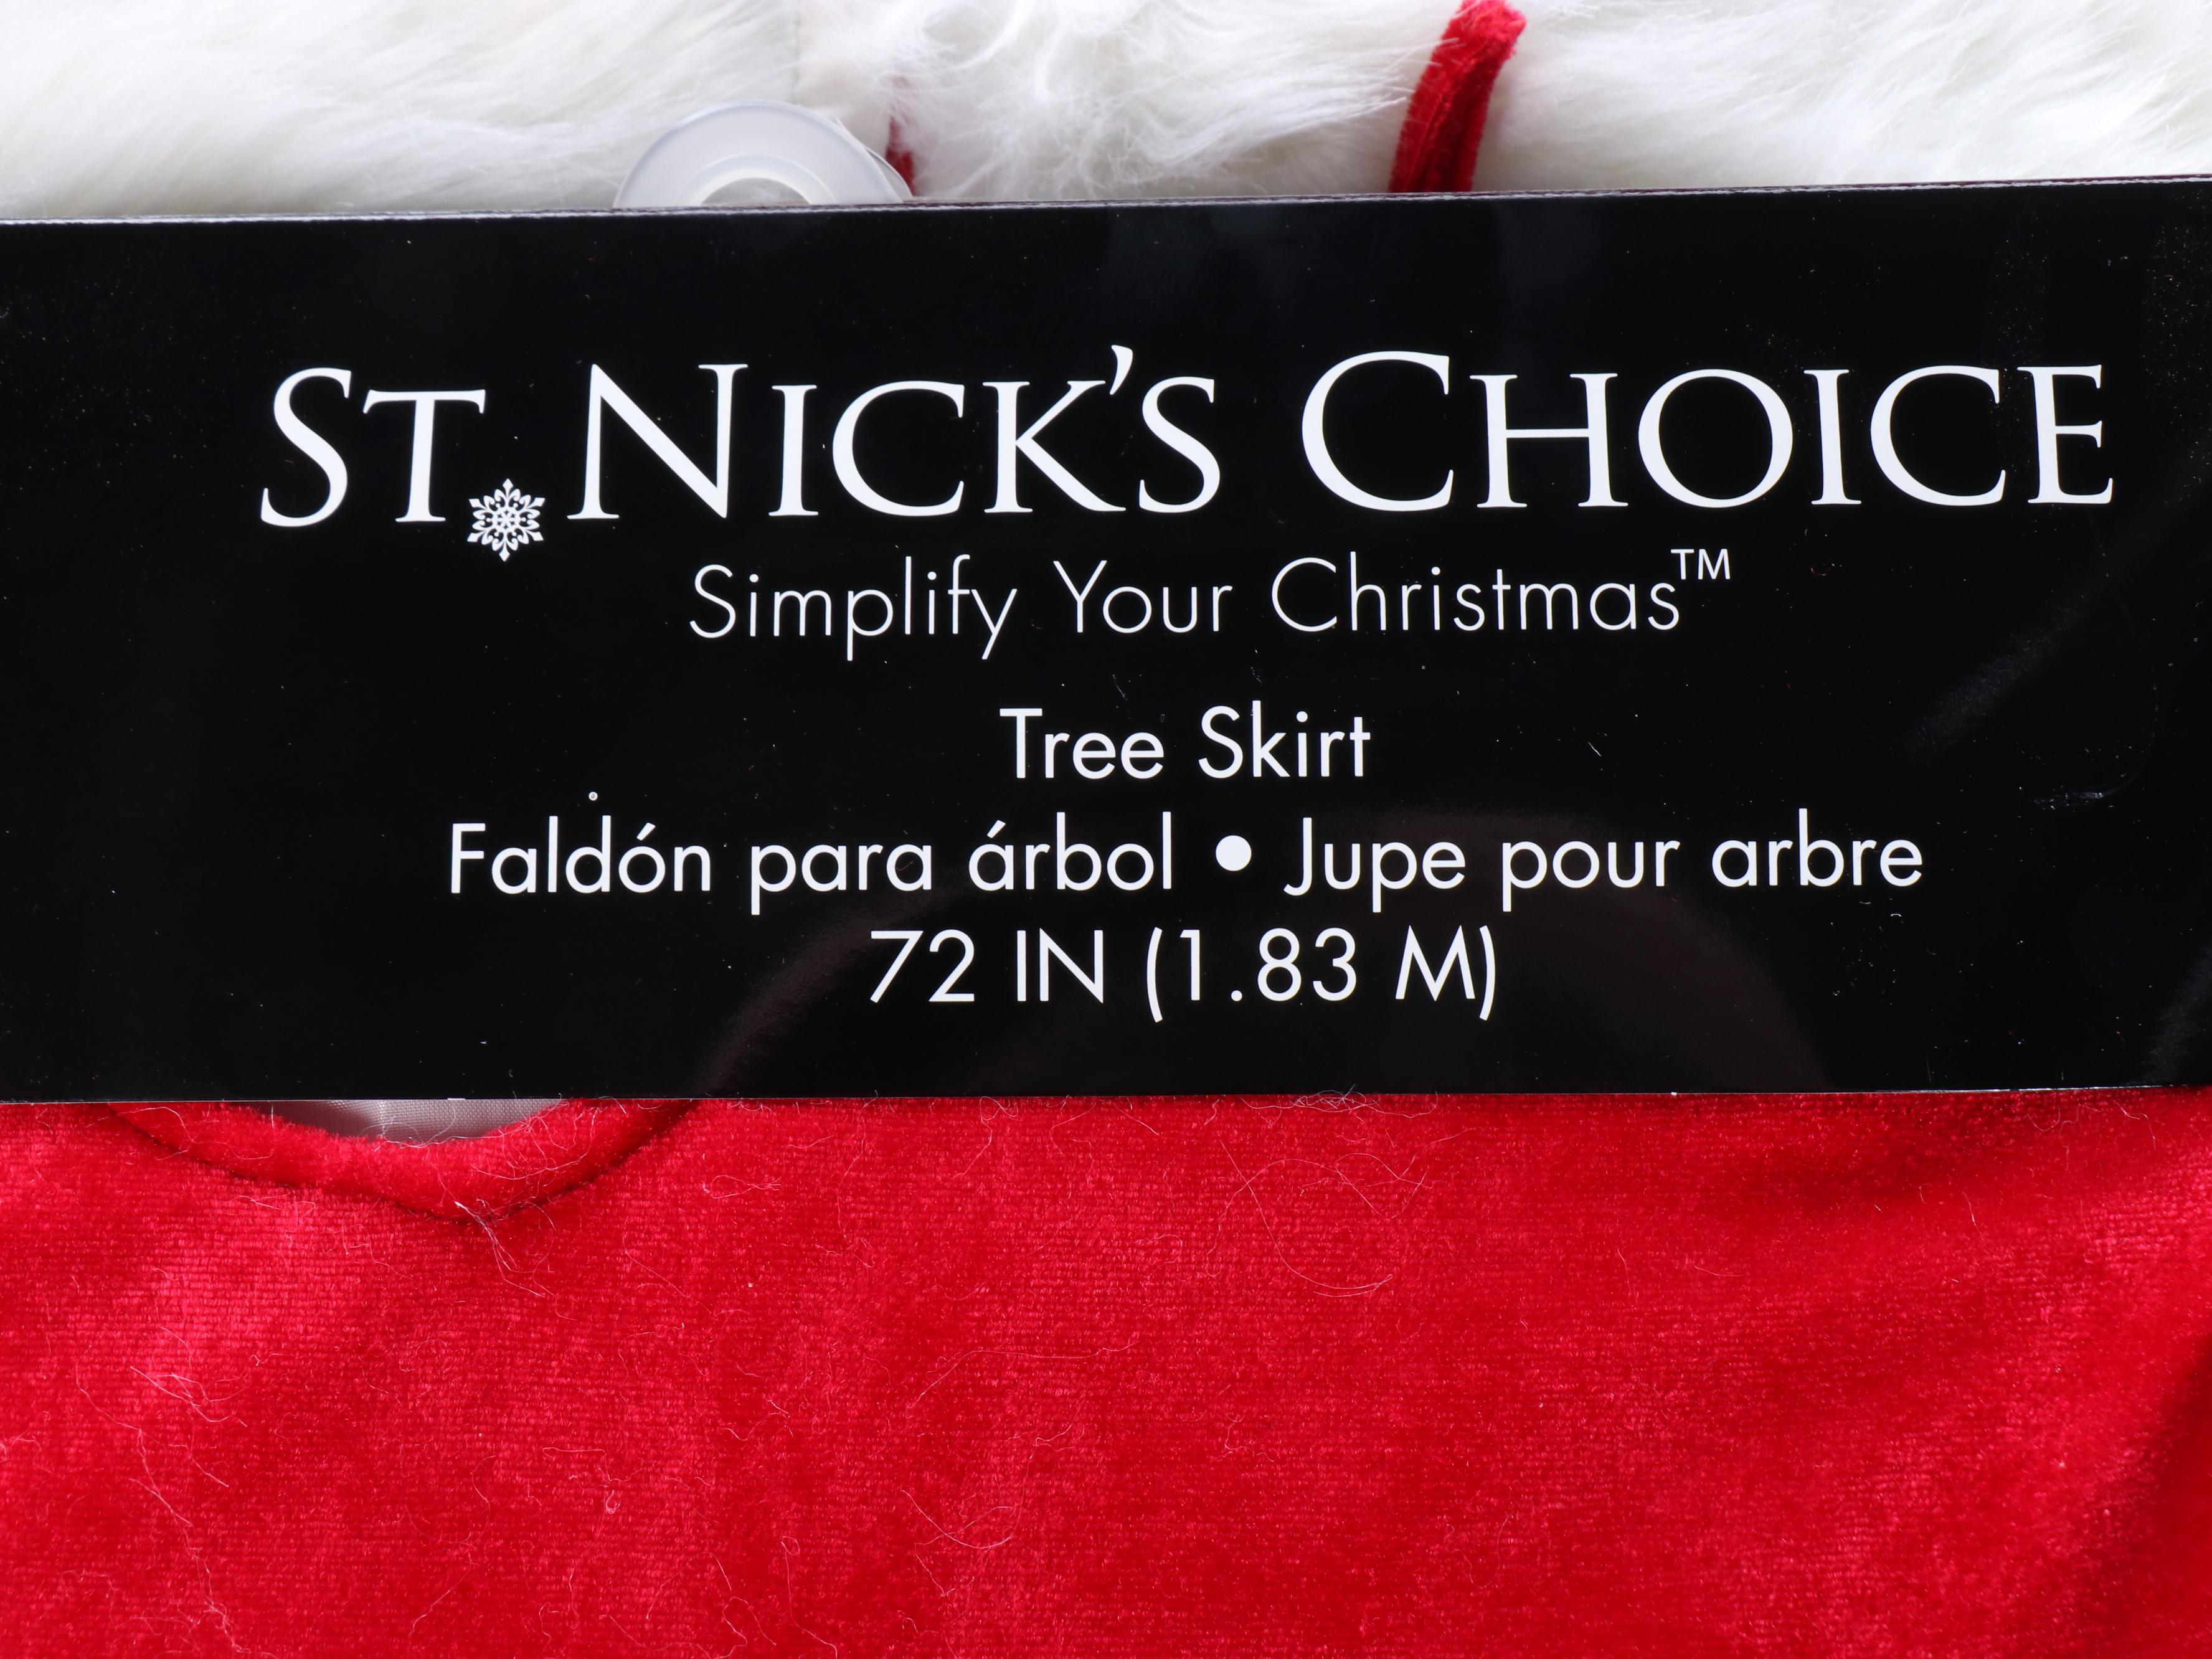 ST. NICK'S CHOICE
Simplify Your Christmas™
Tree Skirt
Faldón para árbol • Jupe pour arbre
72 IN (1.83 M)